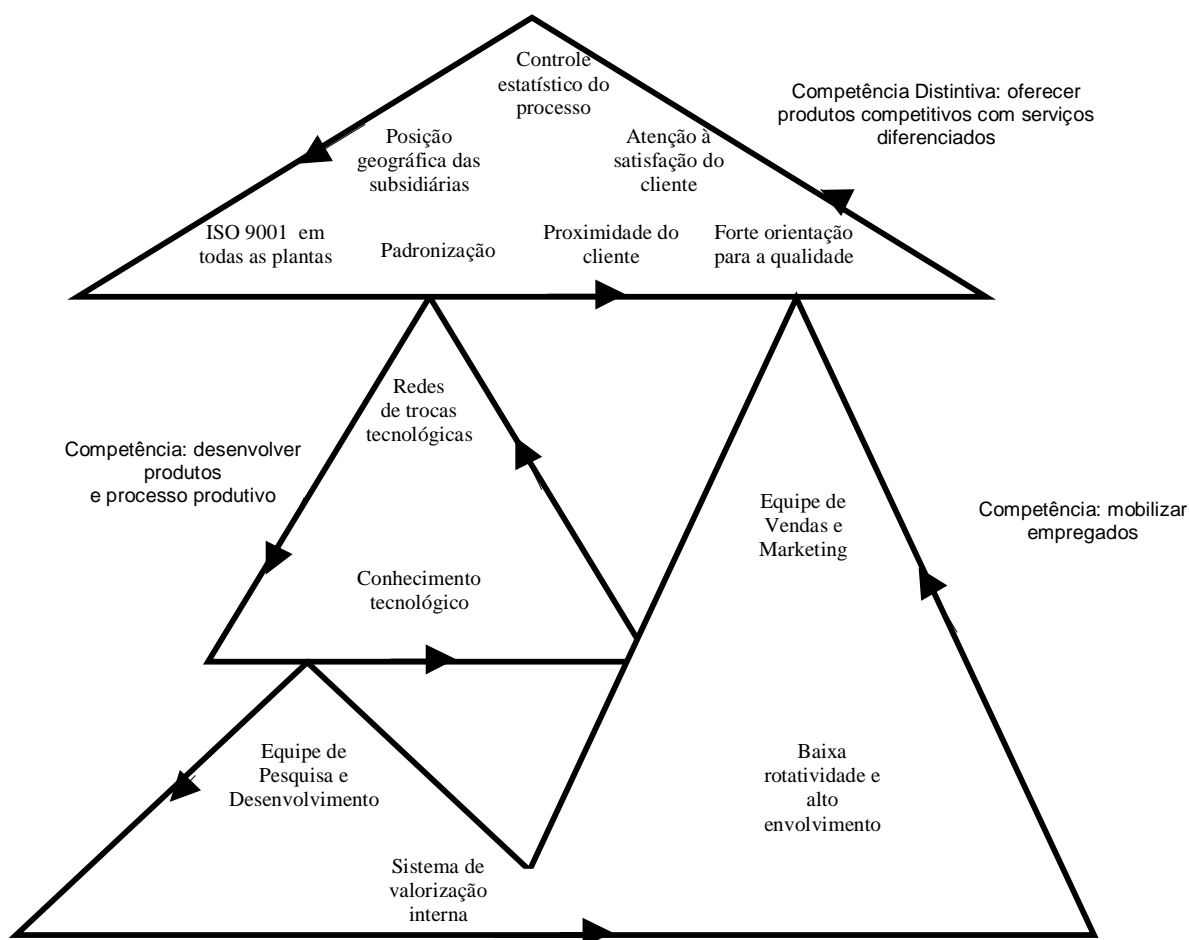 Controle
estatístico do
processo
Competência Distintiva: oferecer
produtos competitivos com serviços
diferenciados
Posição
geográfica das
subsidiárias
Atenção à
satisfação do
cliente
ISO 9001 em
todas as plantas
Padronização
Proximidade do
cliente
Forte orientação
para a qualidade
Redes
de trocas
tecnológicas
Competência: desenvolver
produtos
e processo produtivo
Equipe de
Vendas e
Marketing
Competência: mobilizar
empregados
Conhecimento
tecnológico
Equipe de
Pesquisa e
Desenvolvimento
Baixa
rotatividade e
alto
envolvimento
Sistema de
valorização
interna